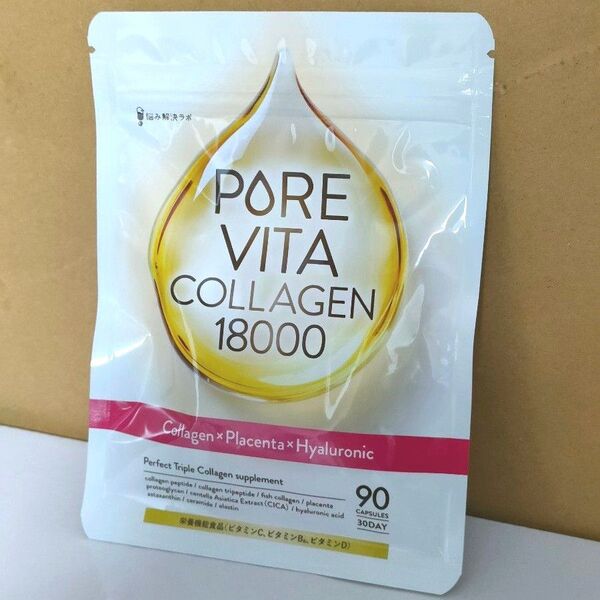 悩み解決ラボ
PORE
VITA
COLLAGEN
18000
Collagen×Placenta×Hyaluronic
Perfect Triple Collagen supplement
collagen peptide / collagen tripeptide / fish collagen / placenta
proteoglycan / centella Asiatica Extract (CICA) / hyaluronic acid
astaxanthin / ceramide / elastin
90
CAPSULES
30DAY
栄養機能食品(ビタミンC、ビタミンB₆、ビタミンD)